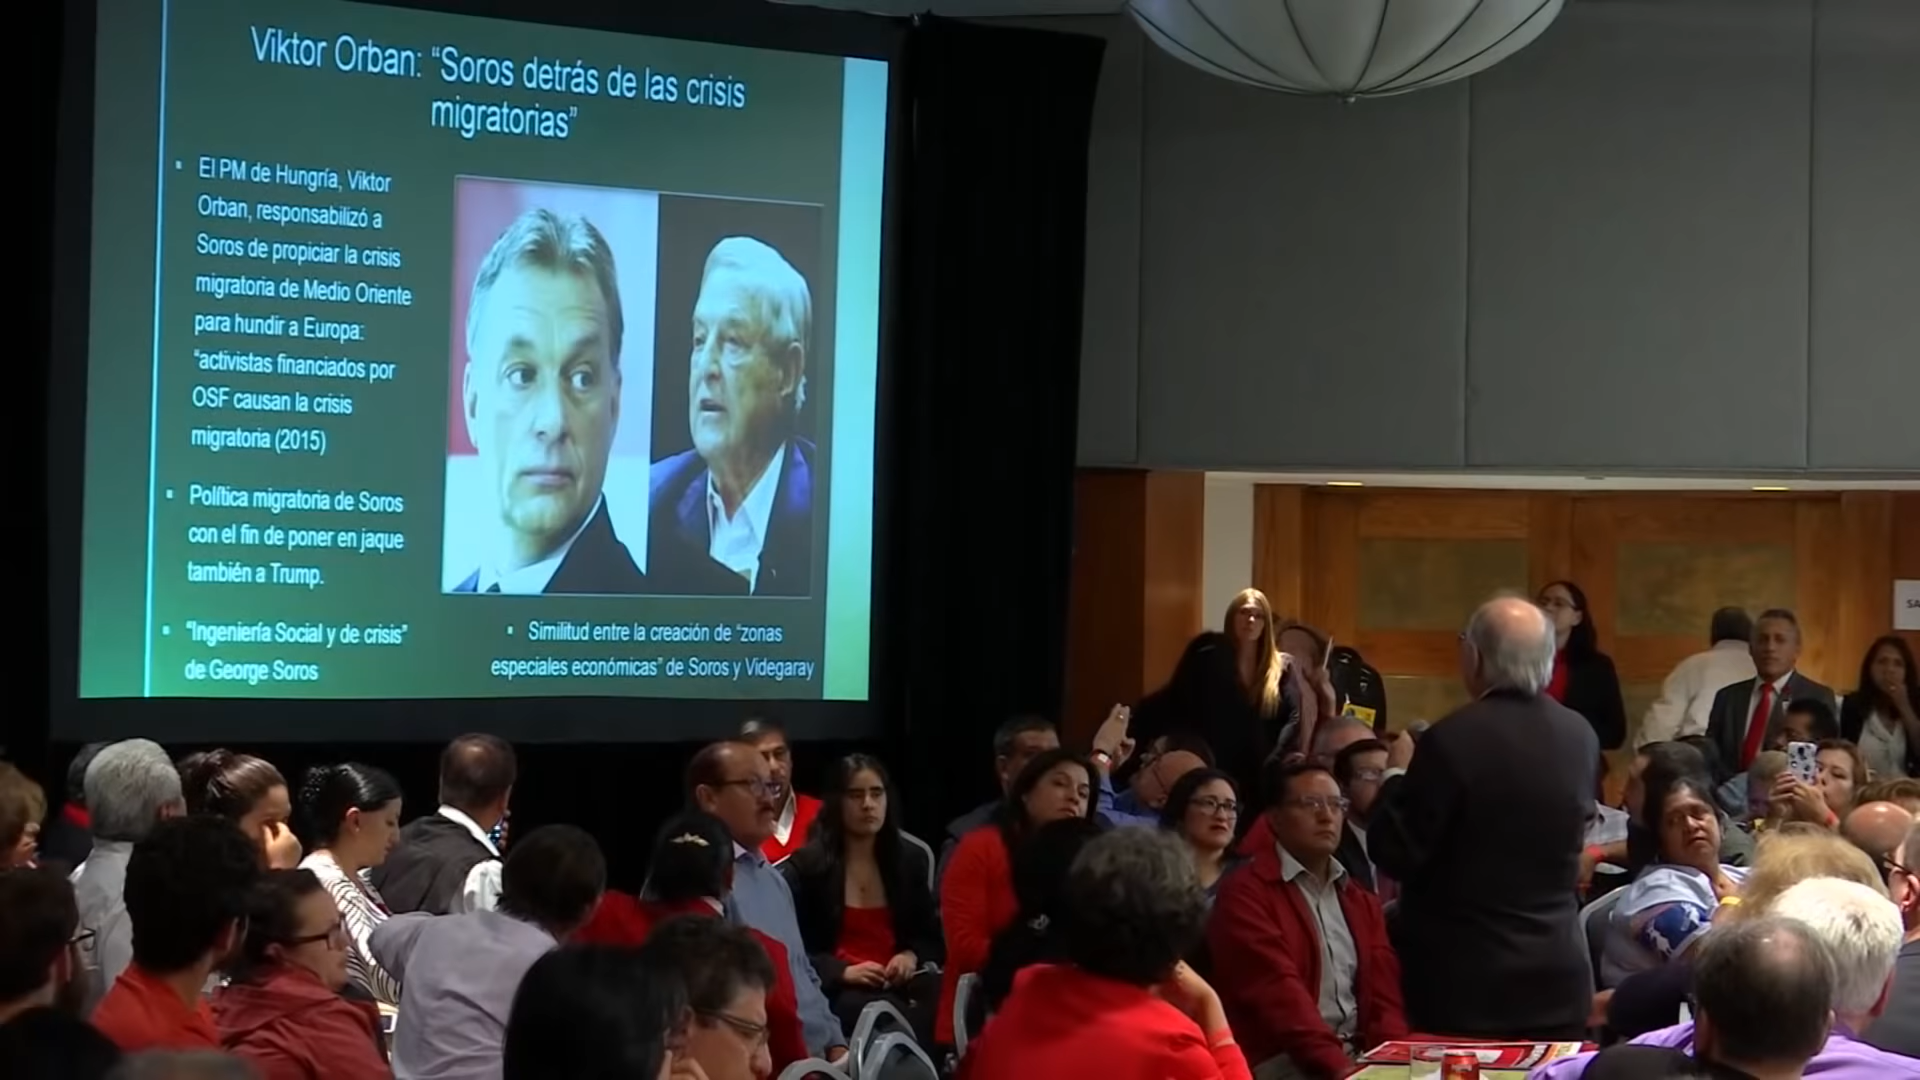 Viktor Orban: “Soros detrás de las crisis
migratorias”
▪ El PM de Hungría, Viktor
Orban, responsabilizó a
Soros de propiciar la crisis
migratoria de Medio Oriente
para hundir a Europa:
“activistas financiados por
OSF causan la crisis
migratoria (2015)
▪ Política migratoria de Soros
con el fin de poner en jaque
también a Trump.
▪ “Ingeniería Social y de crisis”
de George Soros
▪ Similitud entre la creación de “zonas
especiales económicas” de Soros y Videgaray
SA